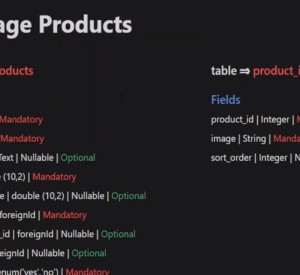 age Products
oducts
Mandatory
Mandatory
Text | Nullable | Optional
(10,2) | Mandatory
e | double (10,2) | Nullable | Optional
foreignId | Mandatory
_id | foreignId | Nullable | Optional
eignId | Nullable | Optional
enum('yes','no') | Mandatory
table ⇒ product_i
Fields
product_id | Integer |
image | String | Manda
sort_order | Integer | N